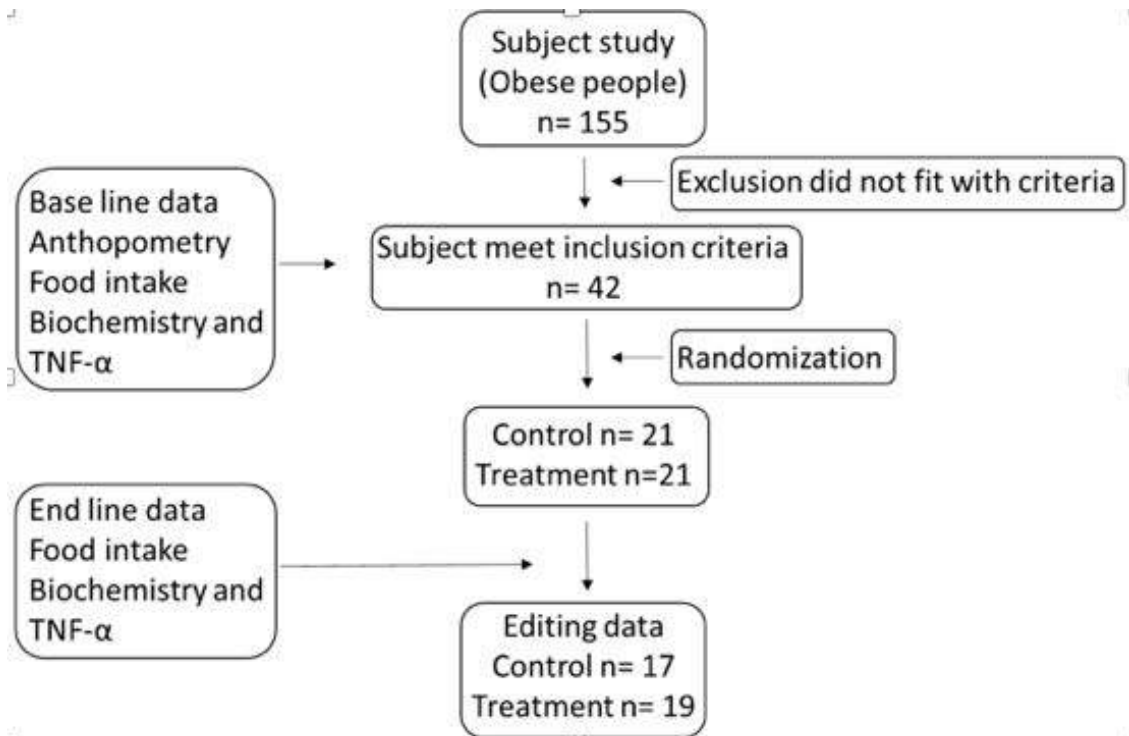 Subject study
(Obese people)
n= 155
Exclusion did not fit with criteria
Base line data
Anthopometry
Food intake
Biochemistry and
TNF-α
Subject meet inclusion criteria
n= 42
Randomization
Control n= 21
Treatment n=21
End line data
Food intake
Biochemistry and
TNF-α
Editing data
Control n= 17
Treatment n= 19